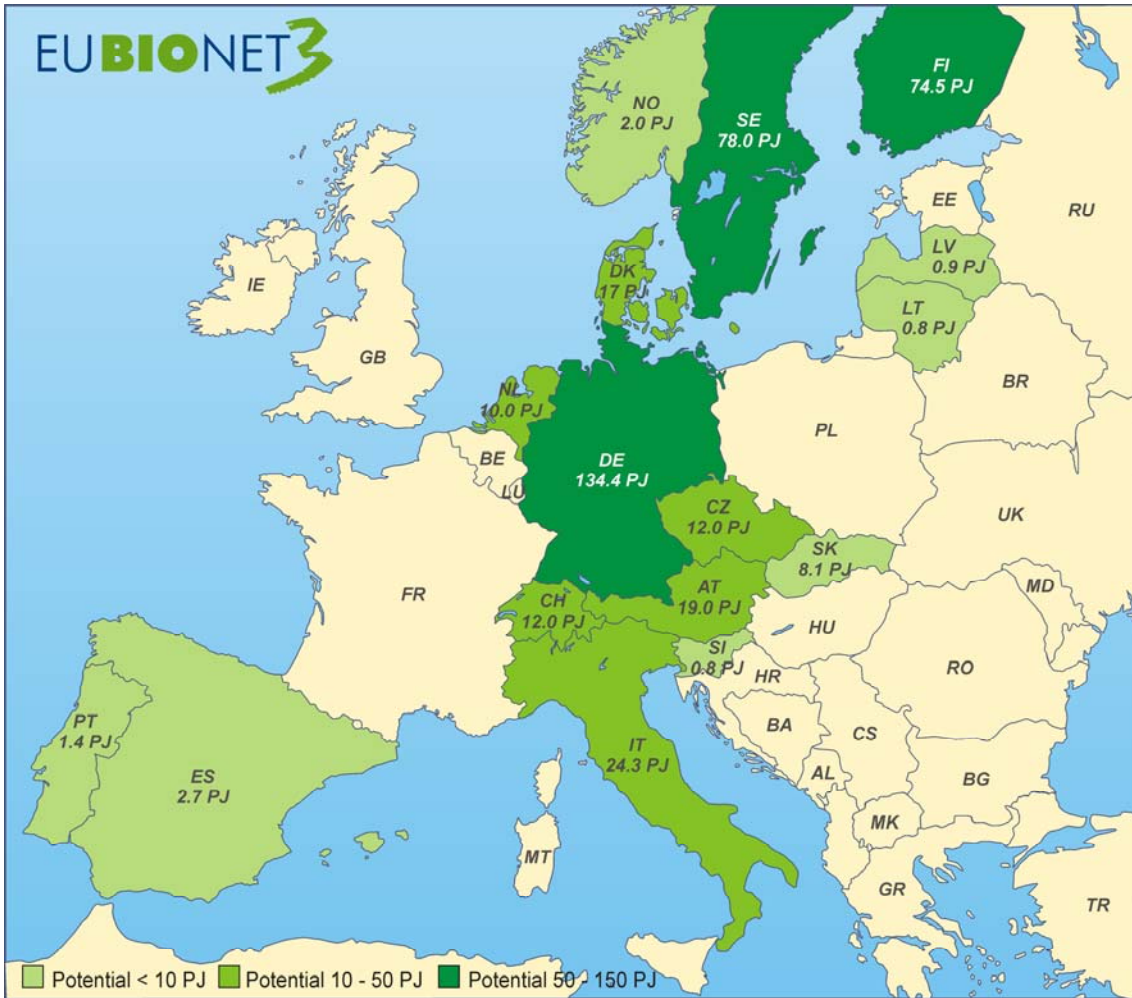 EUBIONET3
NO
2.0 PJ
SE
78.0 PJ
FI
74.5 PJ
EE
RU
LV
0.9 PJ
LT
0.8 PJ
IE
GB
DK
17 PJ
NL
10.0 PJ
BE
LU
DE
134.4 PJ
PL
BR
UK
CZ
12.0 PJ
SK
8.1 PJ
FR
CH
12.0 PJ
AT
19.0 PJ
HU
MD
SI
0.8 PJ
HR
RO
PT
1.4 PJ
ES
2.7 PJ
IT
24.3 PJ
BA
CS
AL
BG
MK
MT
GR
TR
Potential < 10 PJ Potential 10 - 50 PJ Potential 50 - 150 PJ